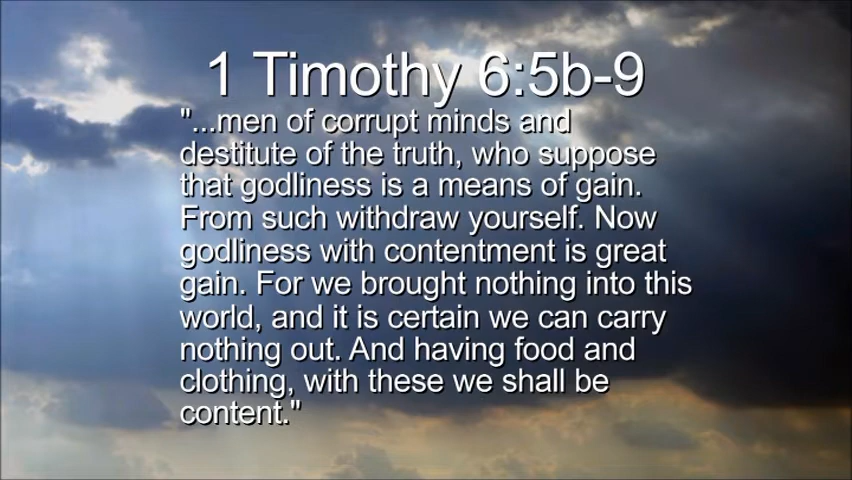 1 Timothy 6:5b-9
"...men of corrupt minds and
destitute of the truth, who suppose
that godliness is a means of gain.
From such withdraw yourself. Now
godliness with contentment is great
gain. For we brought nothing into this
world, and it is certain we can carry
nothing out. And having food and
clothing, with these we shall be
content."